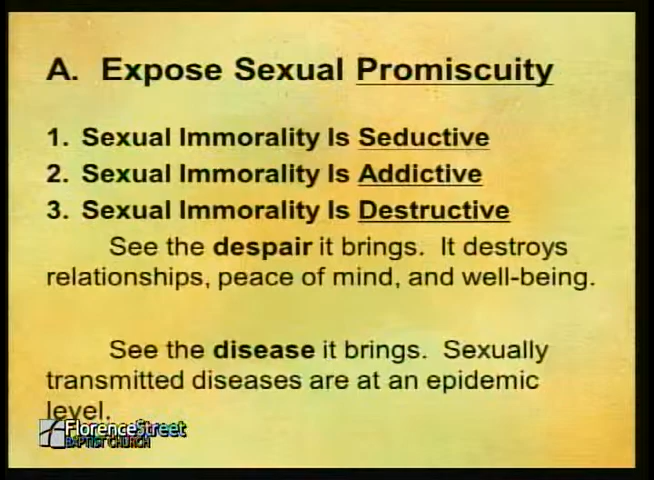 A. Expose Sexual Promiscuity
1. Sexual Immorality Is Seductive
2. Sexual Immorality Is Addictive
3. Sexual Immorality Is Destructive
See the despair it brings. It destroys
relationships, peace of mind, and well-being.
See the disease it brings. Sexually
transmitted diseases are at an epidemic
level.
FlorenceStreet
BAPTIST CHURCH